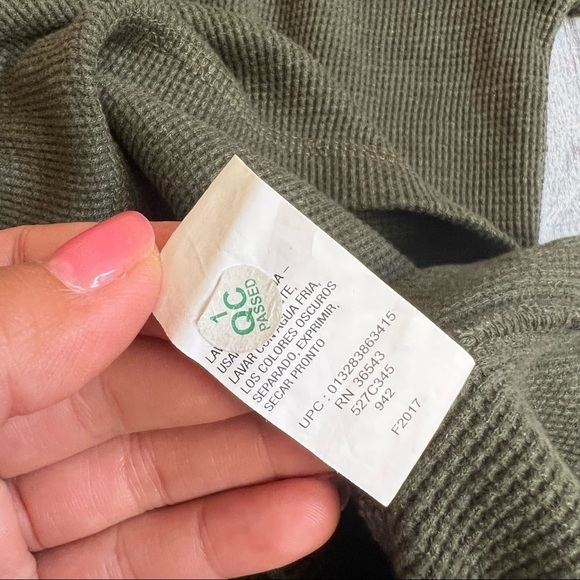 1
QC
PASSED
LAVAR CON AGUA FRIA,
LOS COLORES OSCUROS
SEPARADO, EXPRIMIR,
SECAR PRONTO
UPC : 013283863415
RN 36543
527C345
942
F2017